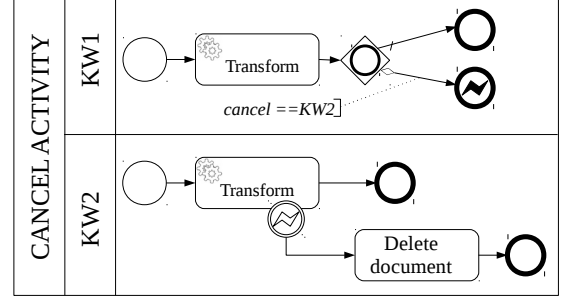 CANCEL ACTIVITY
KW1
Transform
cancel ==KW2
KW2
Transform
Delete
document